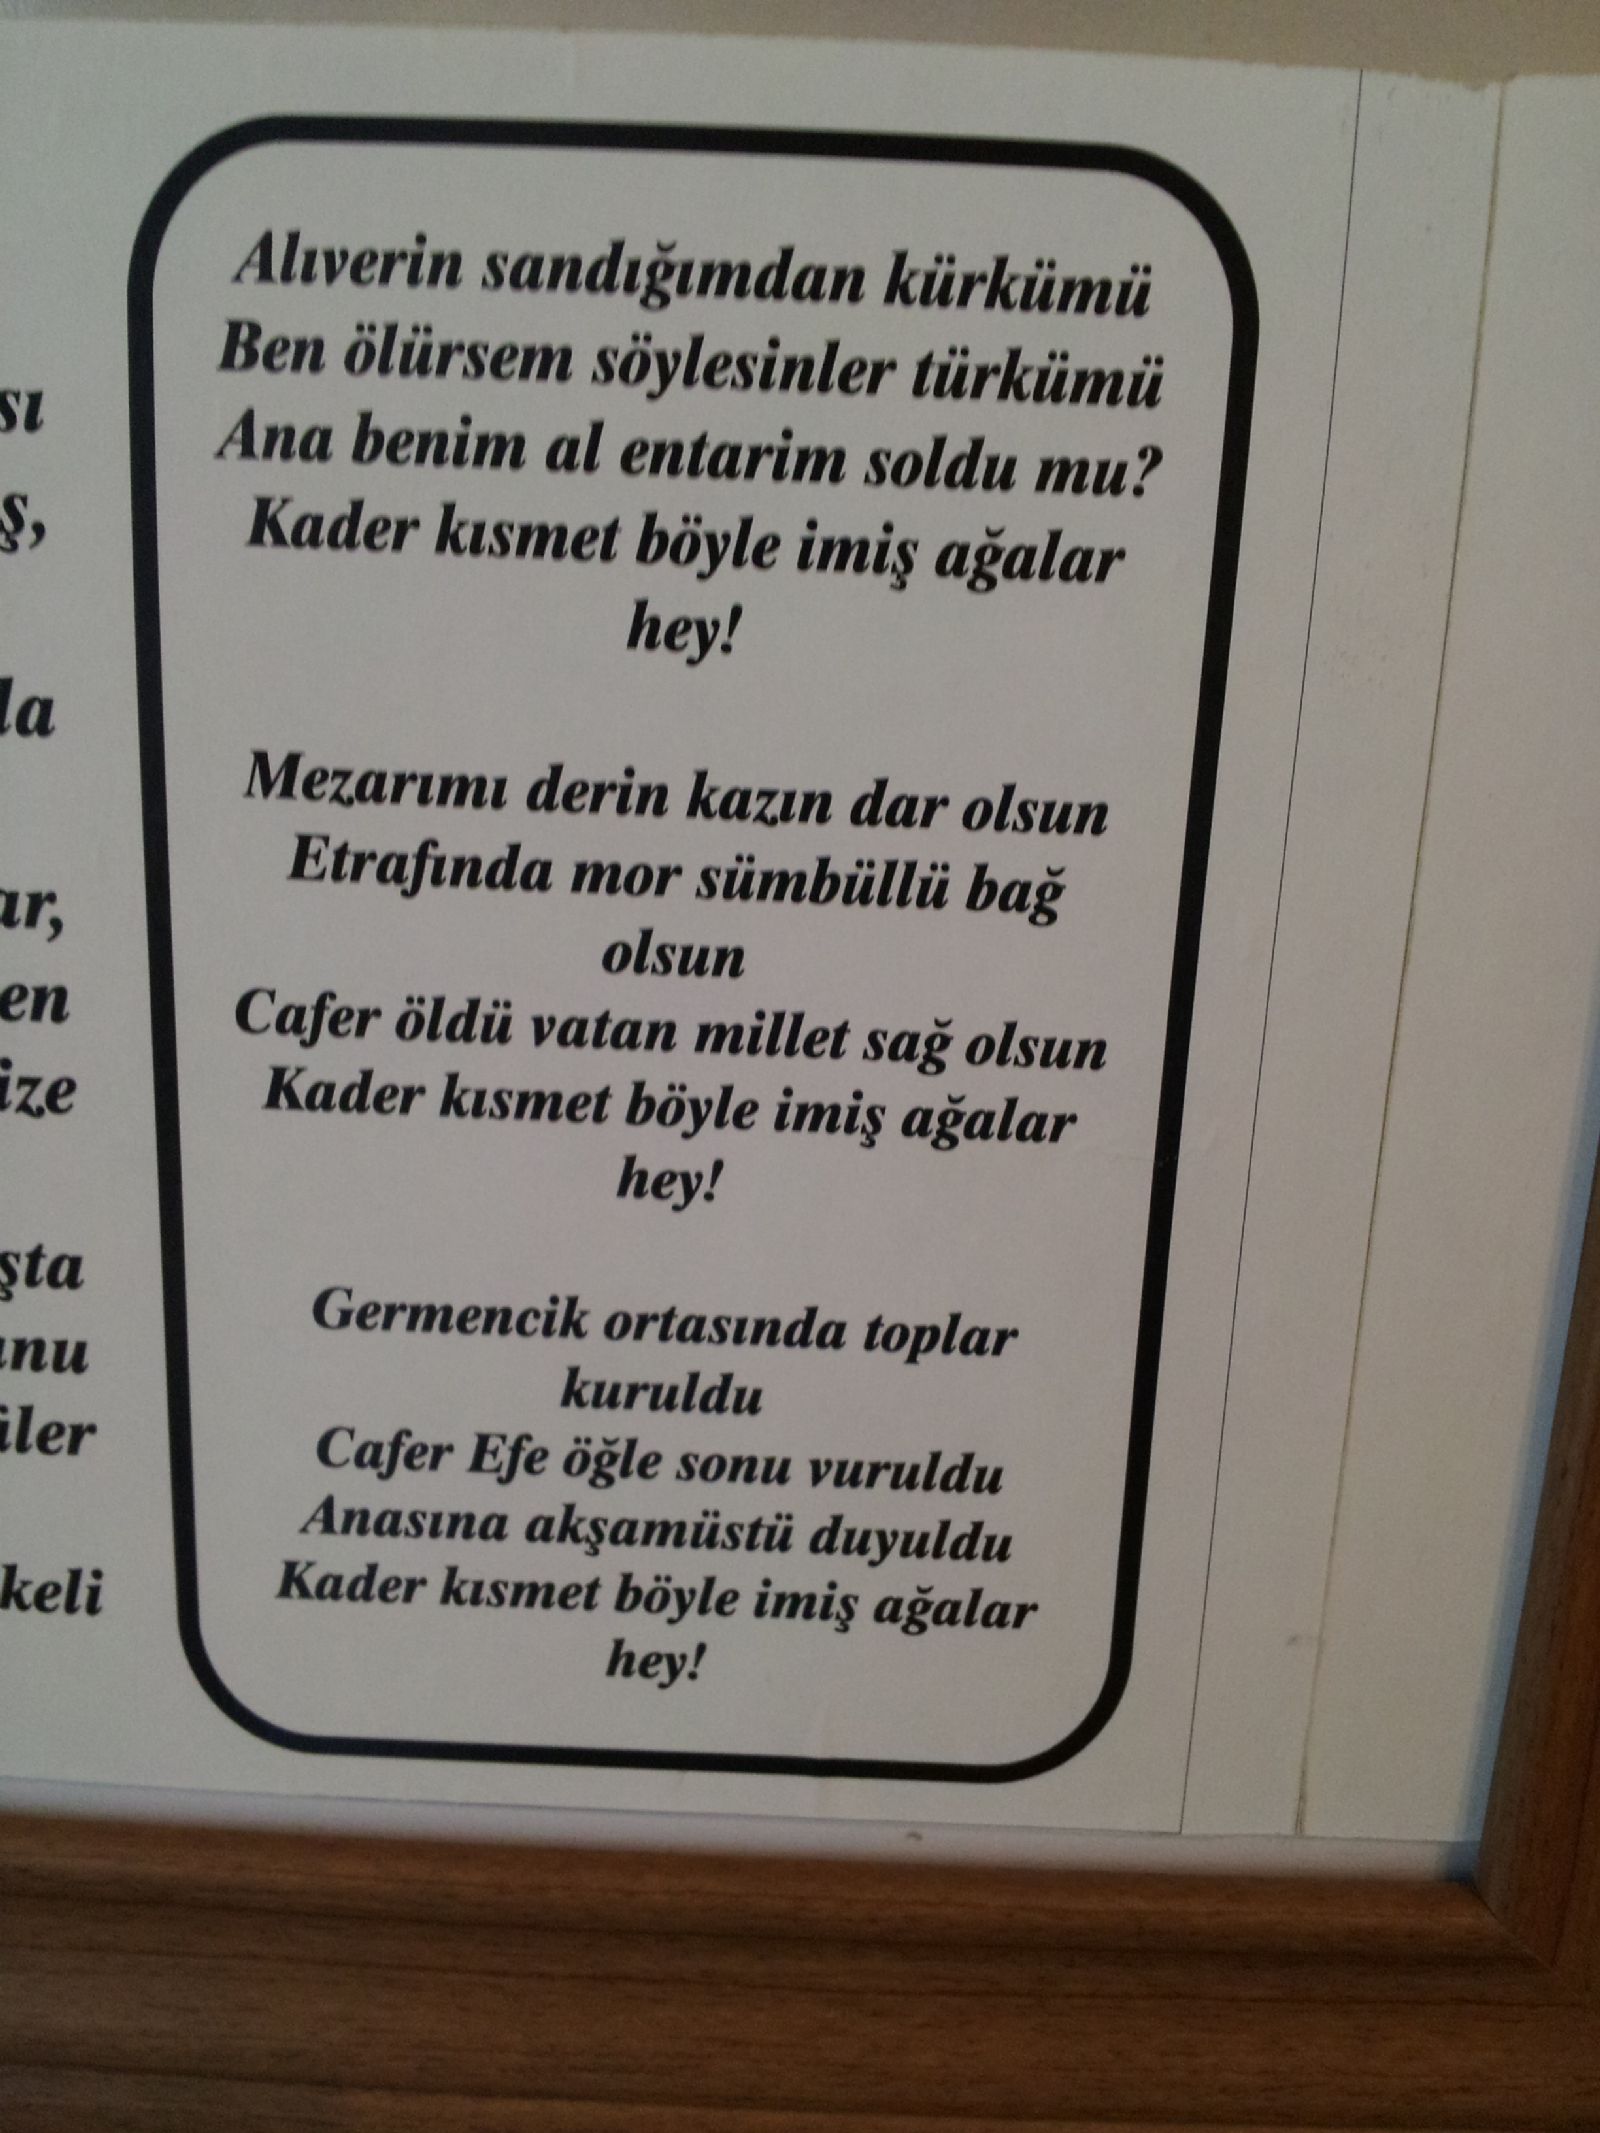 Alıverin sandığımdan kürkümü
Ben ölürsem söylesinler türkümü
Ana benim al entarim soldu mu?
Kader kısmet böyle imiş ağalar
hey!
Mezarımı derin kazın dar olsun
Etrafında mor sümbüllü bağ
olsun
Cafer öldü vatan millet sağ olsun
Kader kısmet böyle imiş ağalar
hey!
Germencik ortasında toplar
kuruldu
Cafer Efe öğle sonu vuruldu
Anasına akşamüstü duyuldu
Kader kısmet böyle imiş ağalar
hey!